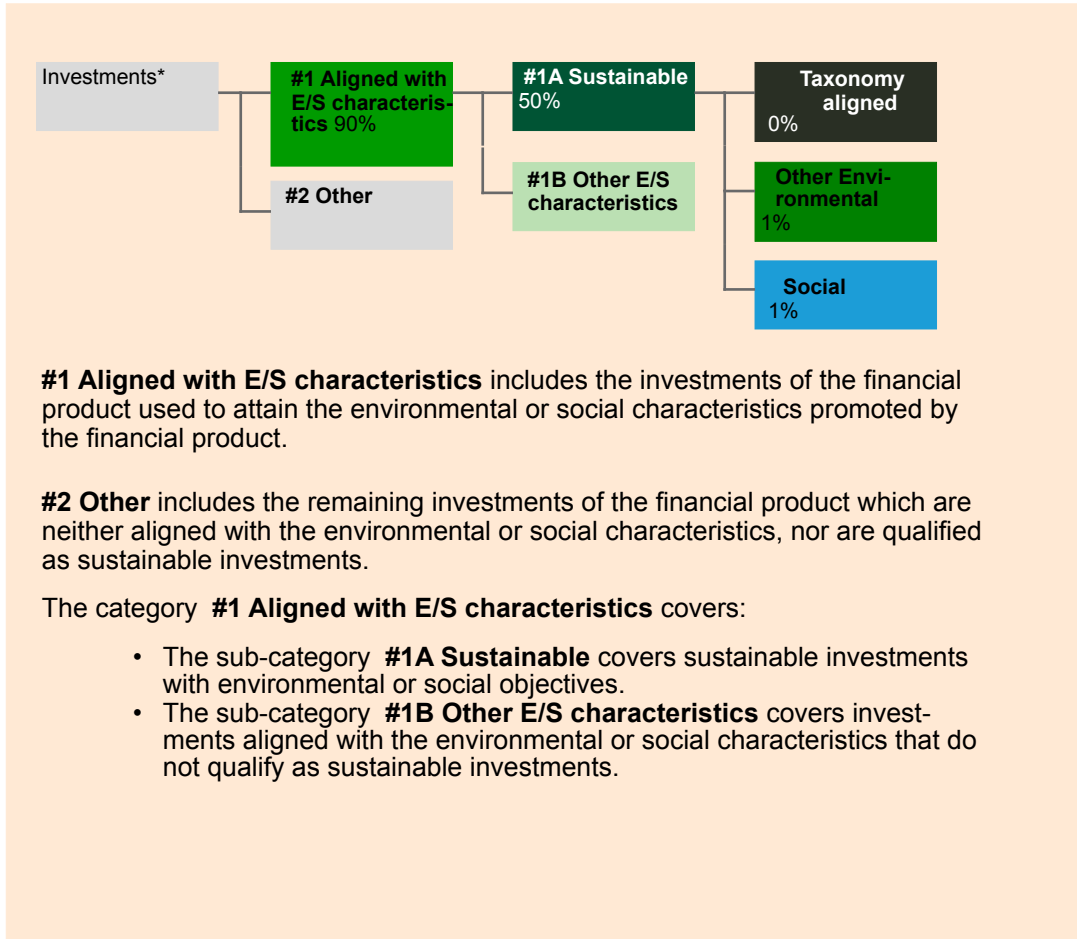 Investments*
#1 Aligned with
E/S characteris-
tics 90%
#2 Other
#1A Sustainable
50%
#1B Other E/S
characteristics
Taxonomy
aligned
0%
Other Envi-
ronmental
1%
Social
1%
#1 Aligned with E/S characteristics includes the investments of the financial
product used to attain the environmental or social characteristics promoted by
the financial product.
#2 Other includes the remaining investments of the financial product which are
neither aligned with the environmental or social characteristics, nor are qualified
as sustainable investments.
The category #1 Aligned with E/S characteristics covers:
• The sub-category #1A Sustainable covers sustainable investments
with environmental or social objectives.
• The sub-category #1B Other E/S characteristics covers invest-
ments aligned with the environmental or social characteristics that do
not qualify as sustainable investments.